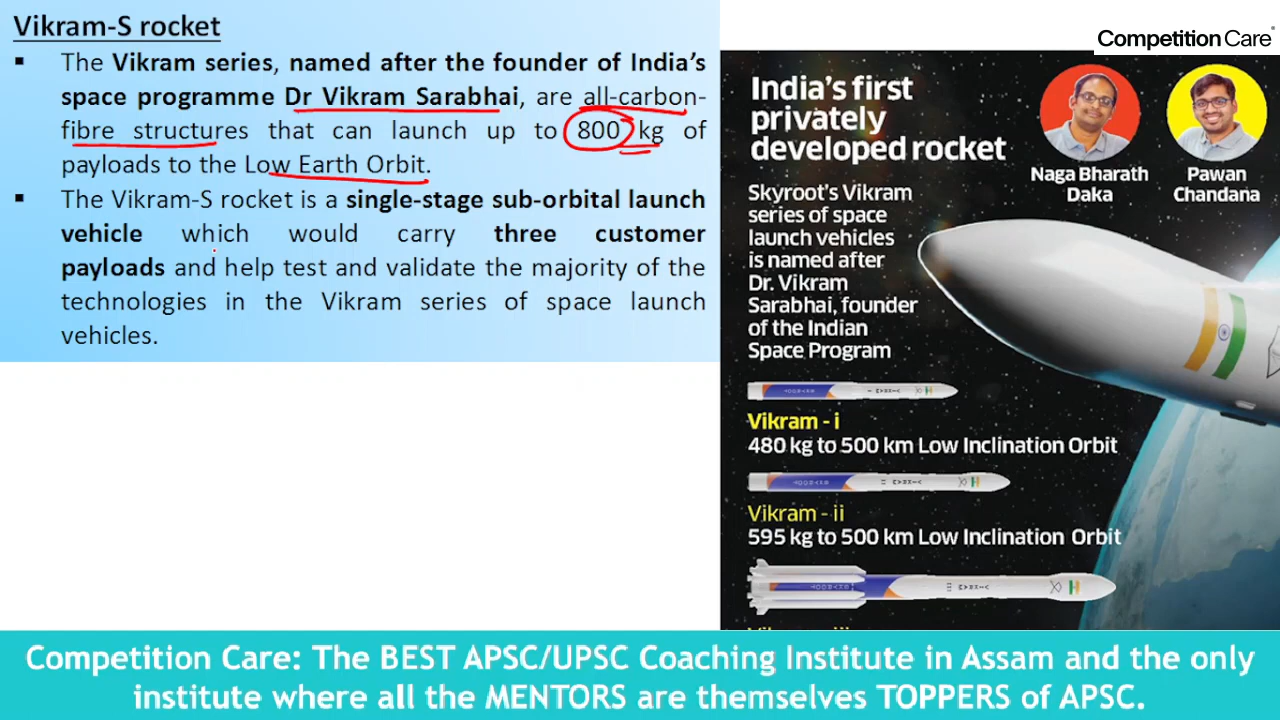 Vikram-S rocket
▪ The Vikram series, named after the founder of India's
space programme Dr Vikram Sarabhai, are all-carbon-
fibre structures that can launch up to 800 kg of
payloads to the Low Earth Orbit.
▪ The Vikram-S rocket is a single-stage sub-orbital launch
vehicle which would carry three customer
payloads and help test and validate the majority of the
technologies in the Vikram series of space launch
vehicles.
Competition Care
India's first
privately
developed rocket
Naga Bharath
Daka
Pawan
Chandana
Skyroot's Vikram
series of space
launch vehicles
is named after
Dr. Vikram
Sarabhai, founder
of the Indian
Space Program
Vikram - i
480 kg to 500 km Low Inclination Orbit
Vikram - ii
595 kg to 500 km Low Inclination Orbit
Competition Care: The BEST APSC/UPSC Coaching Institute in Assam and the only
institute where all the MENTORS are themselves TOPPERS of APSC.